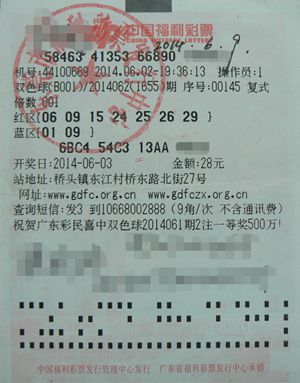 中国福利彩票
2014.6.9.
58463 41353 66890
机号:44100669 2014.06.02-19:36:13 操作员:1
双色球(B001)/2014062(1655)期 序号:00145 复式
倍数:001
红区[06 09 15 24 25 26 29 ]
蓝区[01 09 ]
6BC4 54C3 13AA
开奖日:2014-06-03 金额:28元
站地址:桥头镇东江村桥东路北街27号
网址:www.gdfc.org.cn www.gdfczx.org.cn
查询短信:发3 到10668002888 (9角/次 不含通讯费)
祝贺广东彩民喜中双色球2014061期2注一等奖500万!
中国福利彩票发行管理中心发行 广东省福利彩票发行中心承销